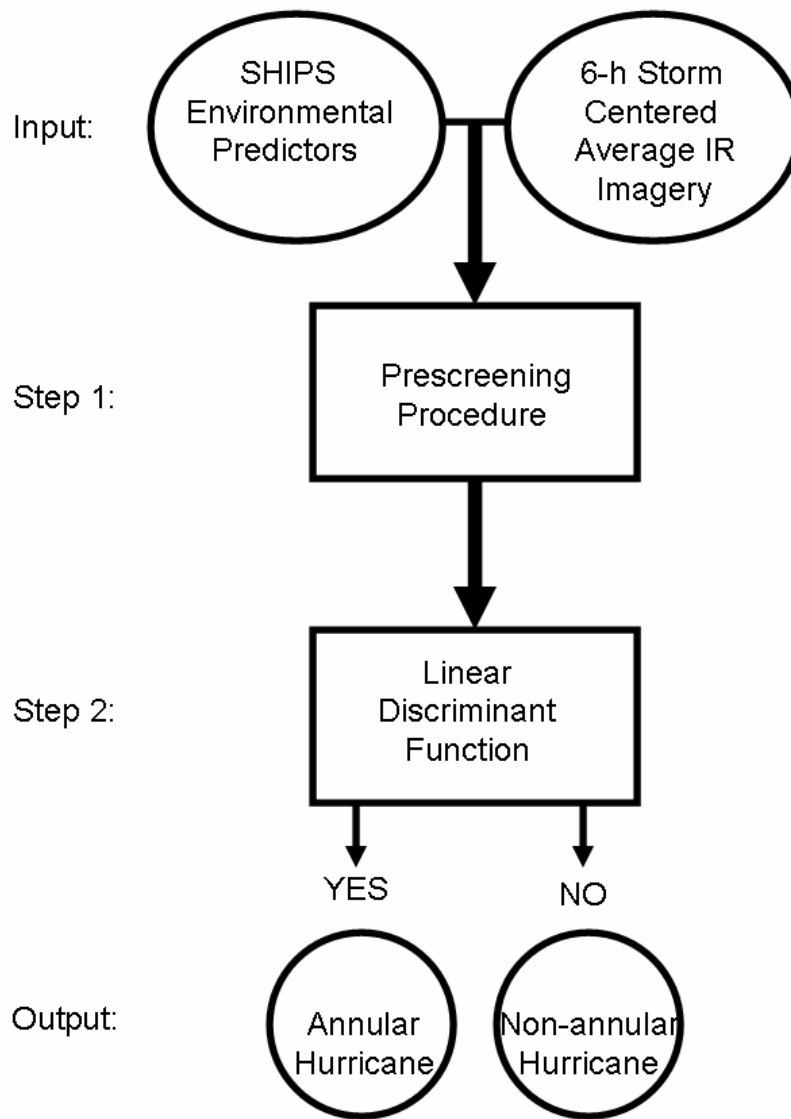 Input:
SHIPS
Environmental
Predictors
6-h Storm
Centered
Average IR
Imagery
Step 1:
Prescreening
Procedure
Step 2:
Linear
Discriminant
Function
YES
NO
Output:
Annular
Hurricane
Non-annular
Hurricane